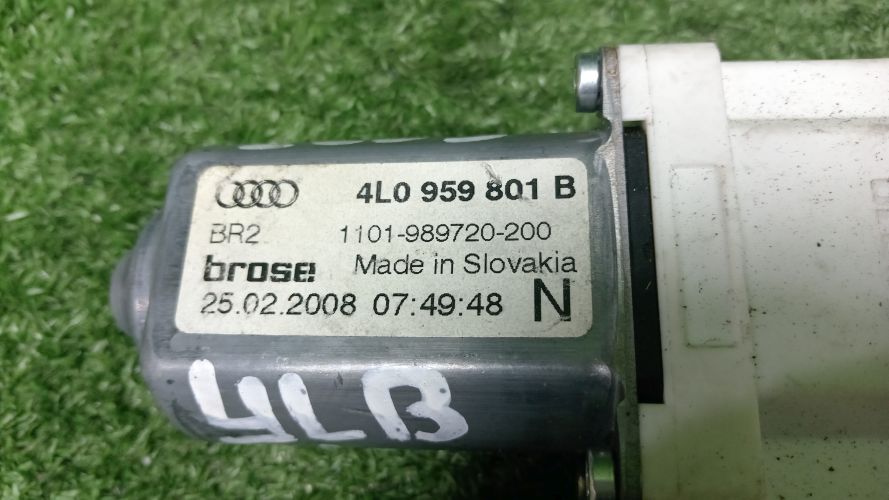 4L0 959 801 B
BR2 1101-989720-200
brose Made in Slovakia
25.02.2008 07:49:48 N
4LB